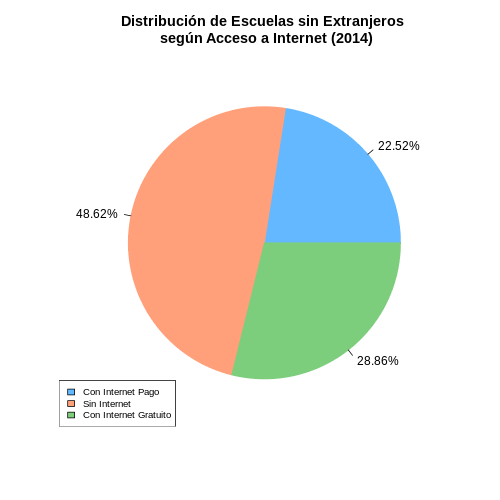 Distribución de Escuelas sin Extranjeros
según Acceso a Internet (2014)
22.52%
48.62%
28.86%
Con Internet Pago
Sin Internet
Con Internet Gratuito